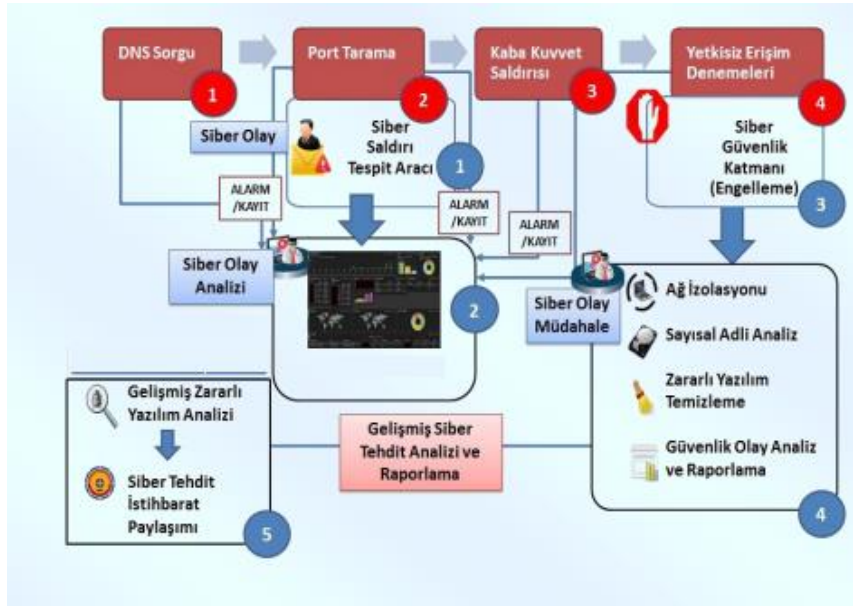 DNS Sorgu
1
Port Tarama
2
Kaba Kuvvet
Saldırısı
3
Yetkisiz Erişim
Denemeleri
4
Siber Olay
Siber
Saldırı
Tespit Aracı
1
Siber
Güvenlik
Katmanı
(Engelleme)
3
ALARM
/KAYIT
ALARM
/KAYIT
ALARM
/KAYIT
Siber Olay
Analizi
2
Siber Olay
Müdahale
Ağ İzolasyonu
Sayısal Adli Analiz
Zararlı Yazılım
Temizleme
Güvenlik Olay Analiz
ve Raporlama
4
Gelişmiş Siber
Tehdit Analizi ve
Raporlama
Gelişmiş Zararlı
Yazılım Analizi
Siber Tehdit
İstihbarat
Paylaşımı
5